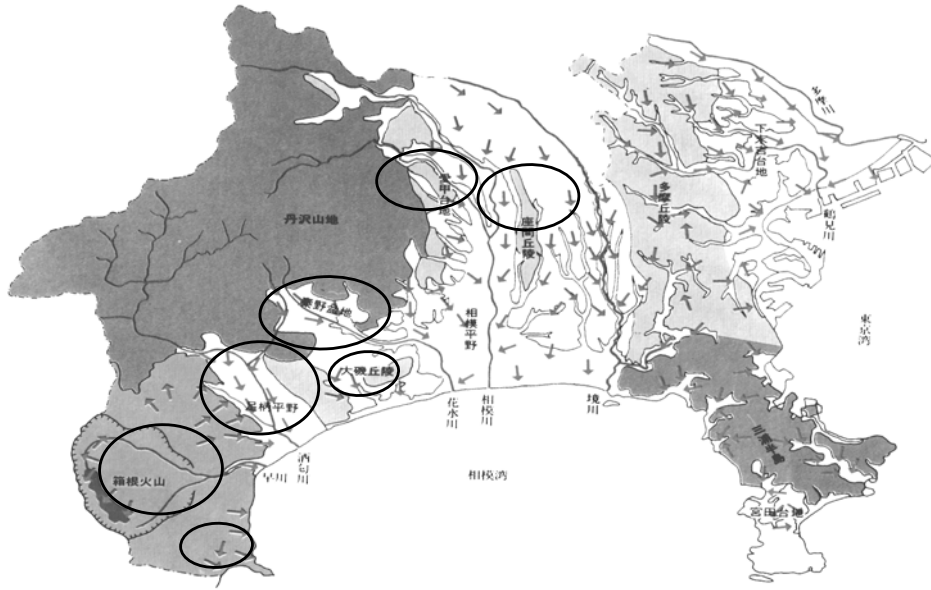 多摩川
下末吉台地
愛甲台地
多摩丘陵
鶴見川
丹沢山地
座間丘陵
秦野盆地
相模平野
東京湾
大磯丘陵
足柄平野
花水川
相模川
境川
三浦半島
酒匂川
早川
相模湾
箱根火山
宮田台地